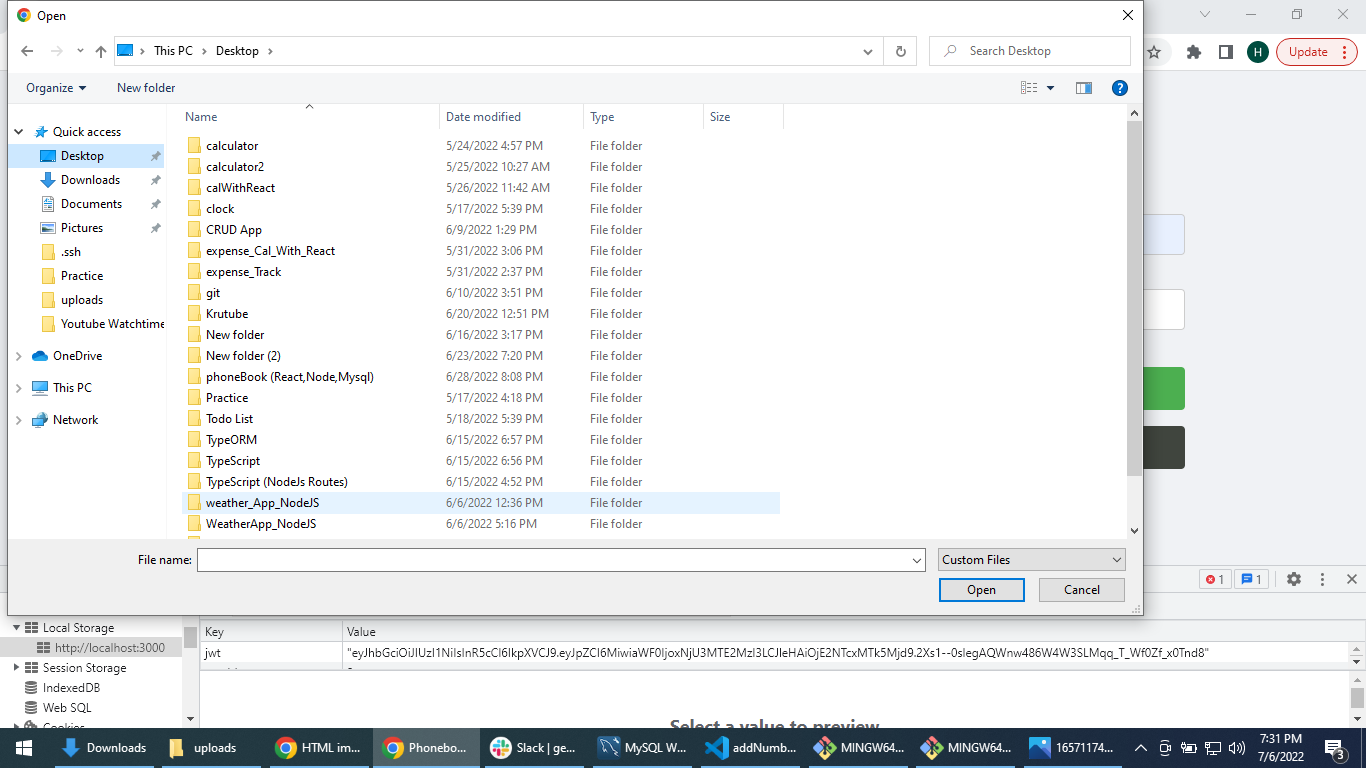 Open
This PC > Desktop >
Search Desktop
H
Update
Organize
New folder
Name
Date modified
Type
Size
Quick access
Desktop
Downloads
Documents
Pictures
.ssh
Practice
uploads
Youtube Watchtime
OneDrive
This PC
Network
calculator 5/24/2022 4:57 PM File folder
calculator2 5/25/2022 10:27 AM File folder
calWithReact 5/26/2022 11:42 AM File folder
clock 5/17/2022 5:39 PM File folder
CRUD App 6/9/2022 1:29 PM File folder
expense_Cal_With_React 5/31/2022 3:06 PM File folder
expense_Track 5/31/2022 2:37 PM File folder
git 6/10/2022 3:51 PM File folder
Krutube 6/20/2022 12:51 PM File folder
New folder 6/16/2022 3:17 PM File folder
New folder (2) 6/23/2022 7:20 PM File folder
phoneBook (React,Node,Mysql) 6/28/2022 8:08 PM File folder
Practice 5/17/2022 4:18 PM File folder
Todo List 5/18/2022 5:39 PM File folder
TypeORM 6/15/2022 6:57 PM File folder
TypeScript 6/15/2022 6:56 PM File folder
TypeScript (NodeJs Routes) 6/15/2022 4:52 PM File folder
weather_App_NodeJS 6/6/2022 12:36 PM File folder
WeatherApp_NodeJS 6/6/2022 5:16 PM File folder
File name:
Custom Files
Open
Cancel
1
1
Local Storage
http://localhost:3000
Session Storage
IndexedDB
Web SQL
Cookies
Key
Value
jwt
Select a value to preview
Downloads
uploads
HTML im...
Phonebo...
Slack | ge...
MySQL W...
addNumb...
MINGW64...
MINGW64...
16571174...
7:31 PM
7/6/2022
3